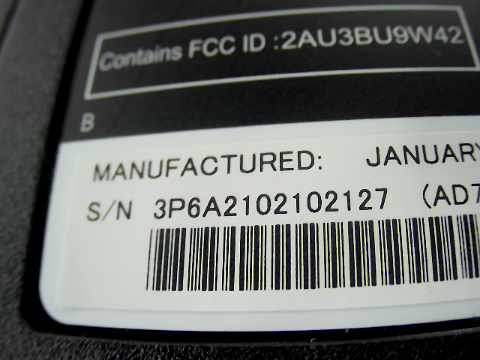 Contains FCC ID :2AU3BU9W42
B
MANUFACTURED: JANUARY
S/N 3P6A2102102127 (AD7